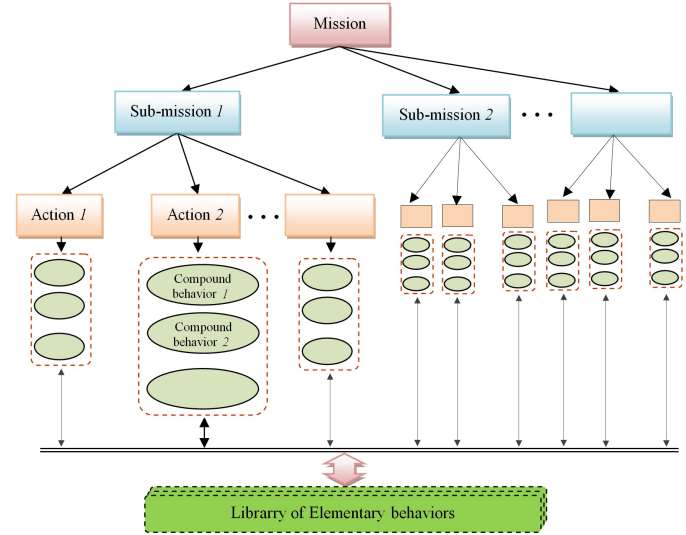 Mission
Sub-mission 1
Sub-mission 2
. . .
Action 1
Action 2
. . .
Compound
behavior 1
Compound
behavior 2
Librarry of Elementary behaviors